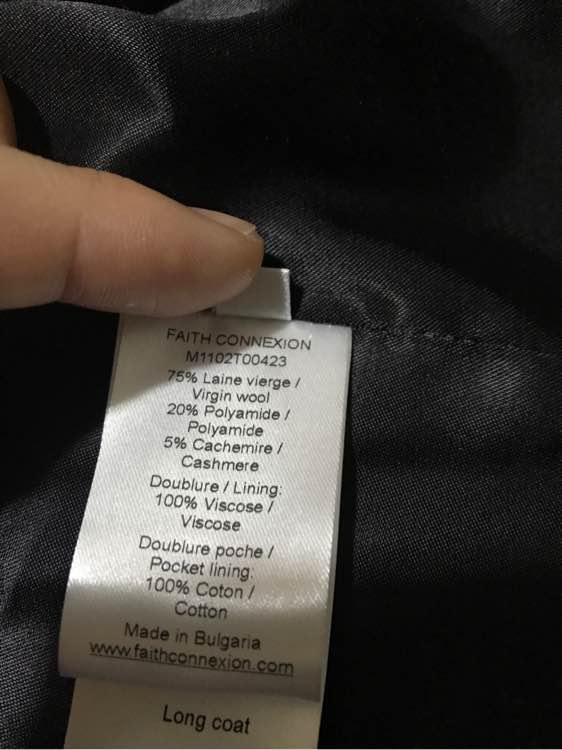 FAITH CONNEXION
M1102T00423
75% Laine vierge /
Virgin wool
20% Polyamide /
Polyamide
5% Cachemire /
Cashmere
Doublure / Lining:
100% Viscose /
Viscose
Doublure poche /
Pocket lining:
100% Coton /
Cotton
Made in Bulgaria
www.faithconnexion.com
Long coat